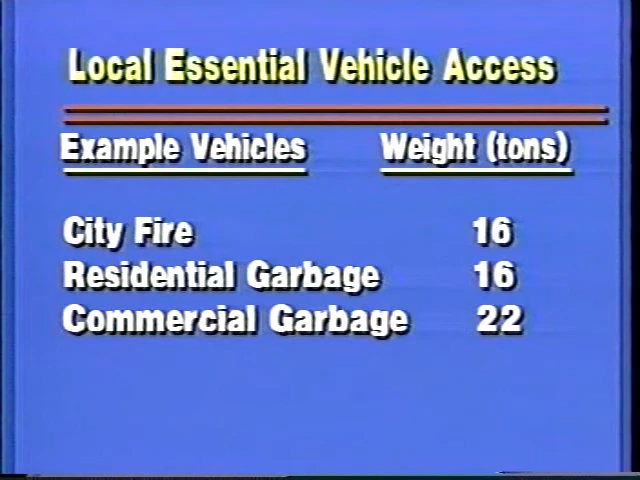 Local Essential Vehicle Access
Example Vehicles Weight (tons)
City Fire 16
Residential Garbage 16
Commercial Garbage 22